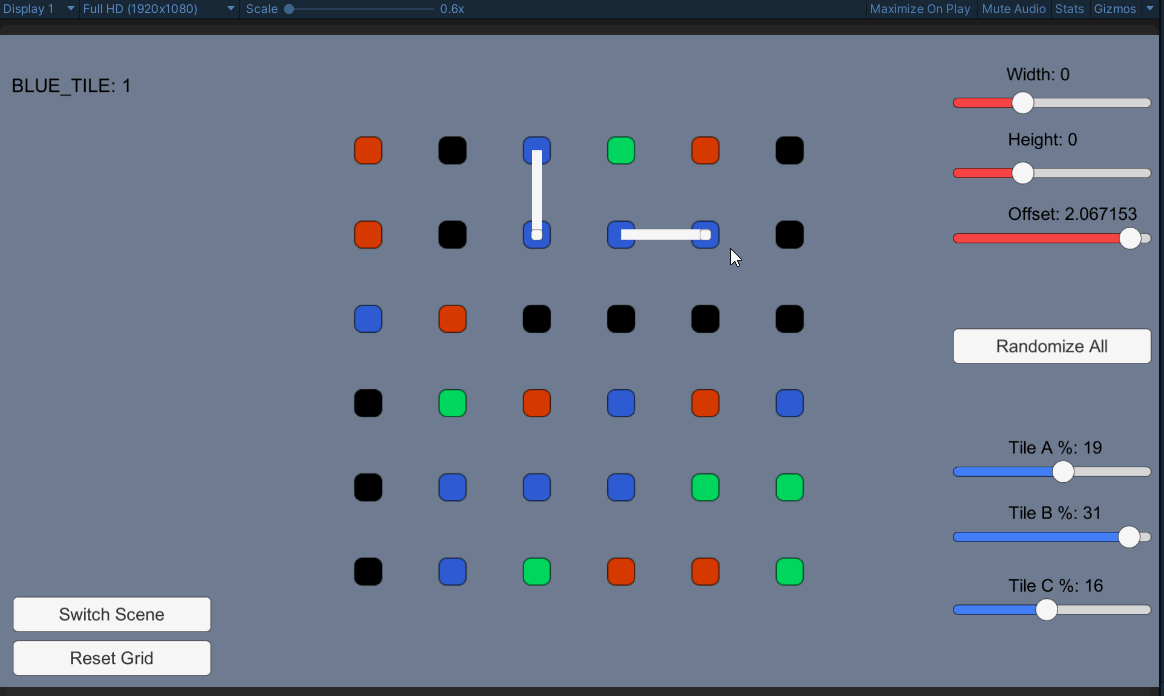 Display 1 Full HD (1920x1080) Scale 0.6x Maximize On Play Mute Audio Stats Gizmos
BLUE_TILE: 1
Width: 0
Height: 0
Offset: 2.067153
Randomize All
Tile A %: 19
Tile B %: 31
Tile C %: 16
Switch Scene
Reset Grid